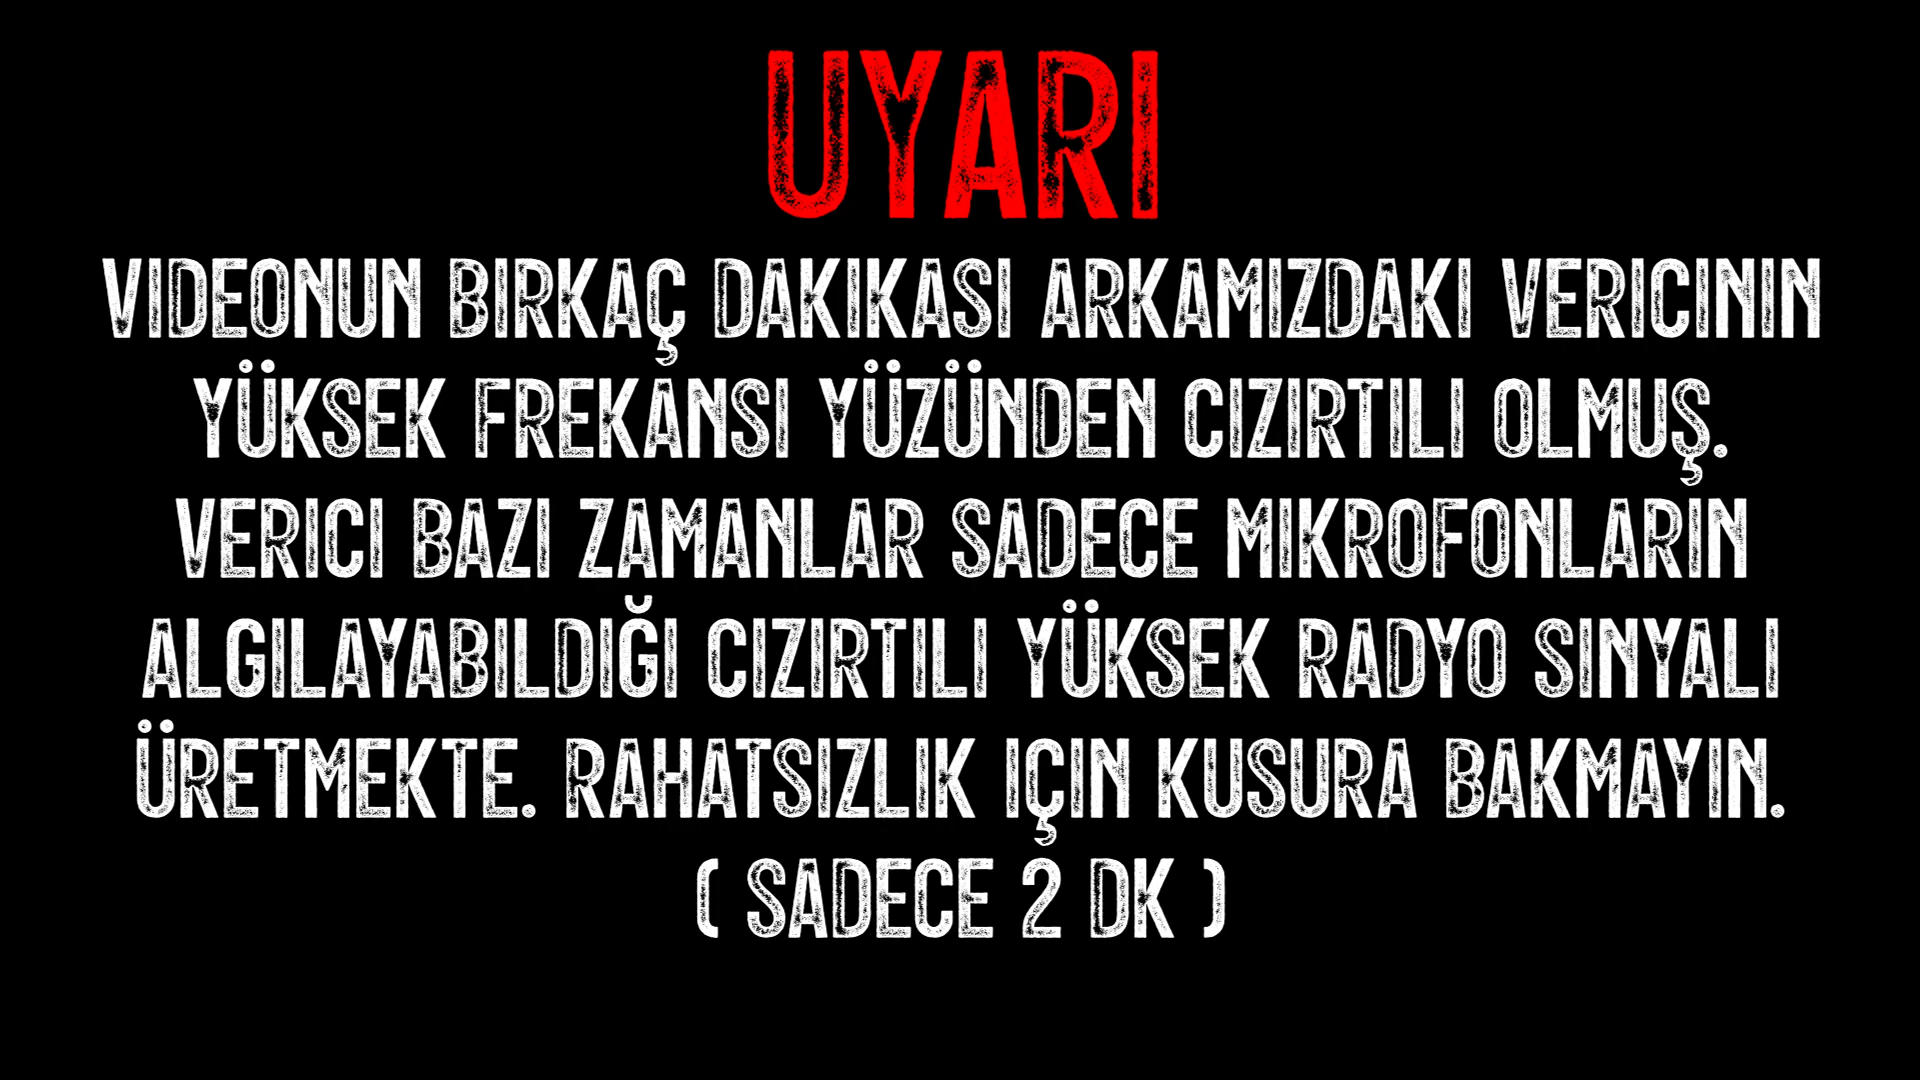 UYARI
VIDEONUN BIRKAÇ DAKIKASI ARKAMIZDAKI VERICININ
YÜKSEK FREKANSI YÜZÜNDEN CIZIRTILI OLMUŞ.
VERICI BAZI ZAMANLAR SADECE MIKROFONLARIN
ALGILAYABILDIĞI CIZIRTILI YÜKSEK RADYO SINYALI
ÜRETMEKTE. RAHATSIZLIK IÇIN KUSURA BAKMAYIN.
( SADECE 2 DK )